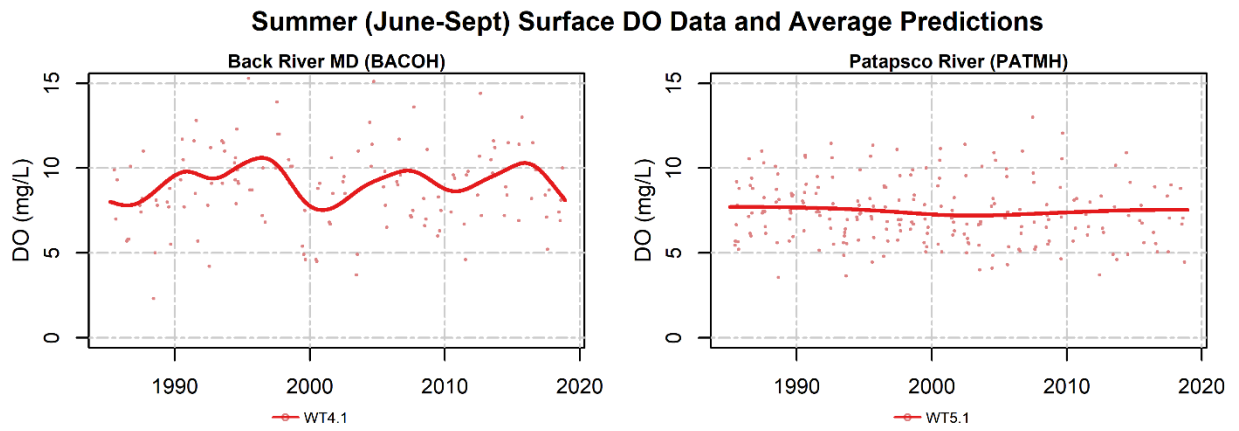 Summer (June-Sept) Surface DO Data and Average Predictions
Back River MD (BACOH)
DO (mg/L)
15
10
5
0
1990
2000
2010
2020
WT4.1
Patapsco River (PATMH)
DO (mg/L)
15
10
5
0
1990
2000
2010
2020
WT5.1